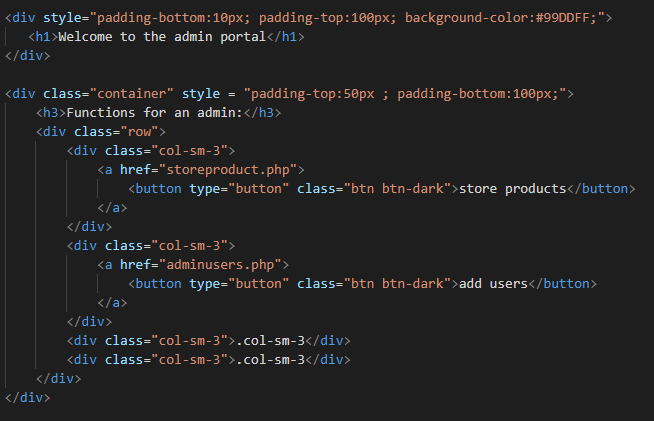 <div style="padding-bottom:10px; padding-top:100px; background-color:#99DDFF;">
   <h1>Welcome to the admin portal</h1>
</div>

<div class="container" style = "padding-top:50px ; padding-bottom:100px;">
    <h3>Functions for an admin:</h3>
    <div class="row">
        <div class="col-sm-3">
            <a href="storeproduct.php">
                <button type="button" class="btn btn-dark">store products</button>
            </a>
        </div>
        <div class="col-sm-3">
            <a href="adminusers.php">
                <button type="button" class="btn btn-dark">add users</button>
            </a>
        </div>
        <div class="col-sm-3">.col-sm-3</div>
        <div class="col-sm-3">.col-sm-3</div>
    </div>
</div>